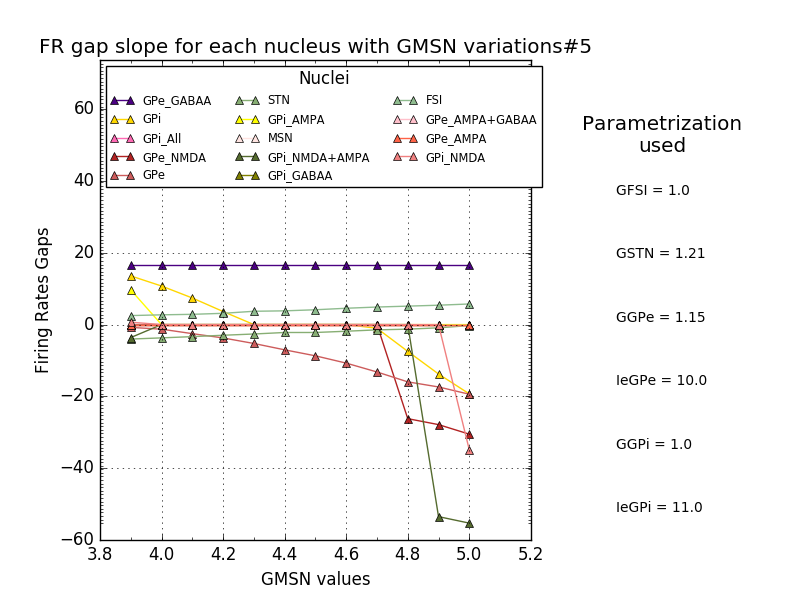 FR gap slope for each nucleus with GMSN variations#5
Nuclei
GPe_GABAA
GPi
GPi_All
GPe_NMDA
GPe
STN
GPi_AMPA
MSN
GPi_NMDA+AMPA
GPi_GABAA
FSI
GPe_AMPA+GABAA
GPe_AMPA
GPi_NMDA
Firing Rates Gaps
60
40
20
0
−20
−40
−60
3.8 4.0 4.2 4.4 4.6 4.8 5.0 5.2
GMSN values
Parametrization
used
GFSI = 1.0
GSTN = 1.21
GGPe = 1.15
IeGPe = 10.0
GGPi = 1.0
IeGPi = 11.0